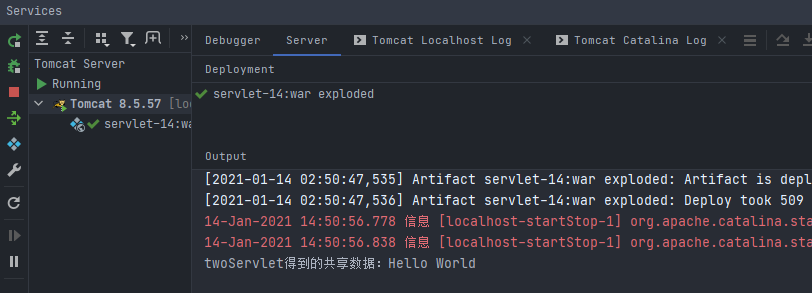 Services
Debugger
Server
Tomcat Localhost Log
Tomcat Catalina Log
Tomcat Server
Running
Tomcat 8.5.57 [loc
servlet-14:wa
Deployment
servlet-14:war exploded
Output
[2021-01-14 02:50:47,535] Artifact servlet-14:war exploded: Artifact is depl
[2021-01-14 02:50:47,536] Artifact servlet-14:war exploded: Deploy took 509
14-Jan-2021 14:50:56.778 信息 [localhost-startStop-1] org.apache.catalina.sta
14-Jan-2021 14:50:56.838 信息 [localhost-startStop-1] org.apache.catalina.sta
twoServlet得到的共享数据：Hello World